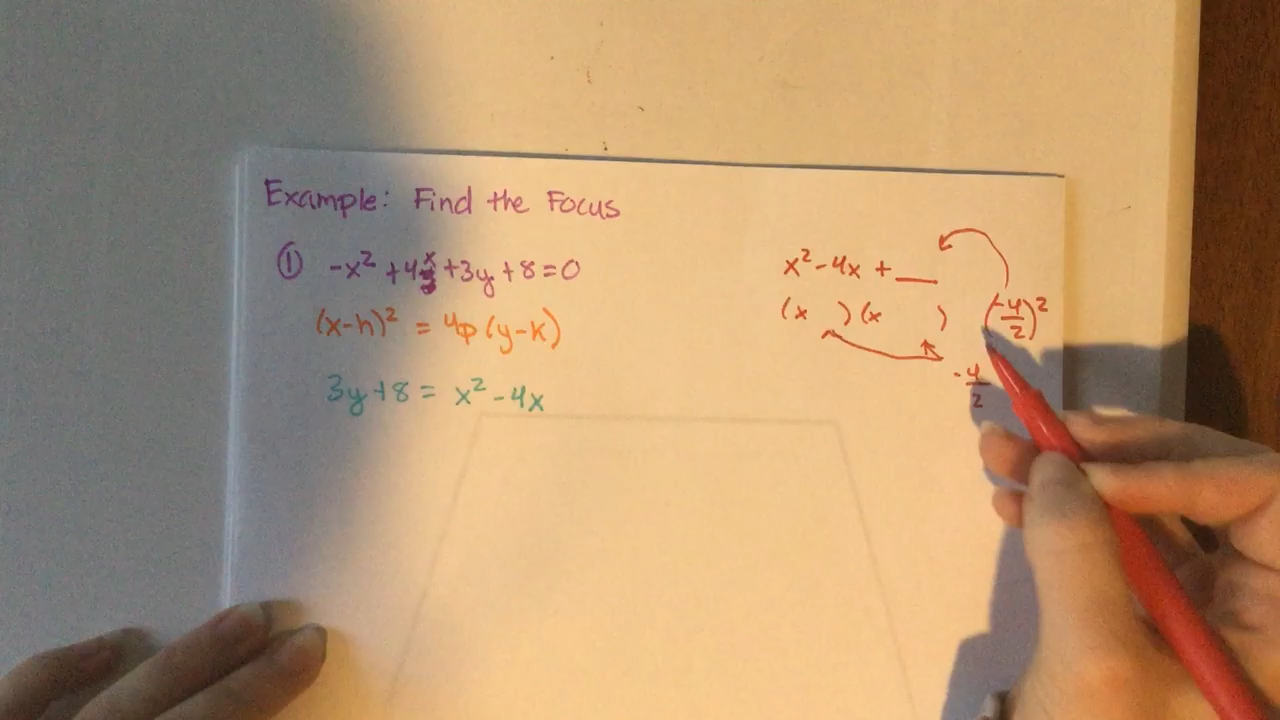 Example: Find the Focus
① -x² + 4x + 3y + 8 = 0
(x-h)² = 4p(y-k)
3y + 8 = x² - 4x
x² - 4x + __
(x  )(x  ) (-4/2)²
-4/2